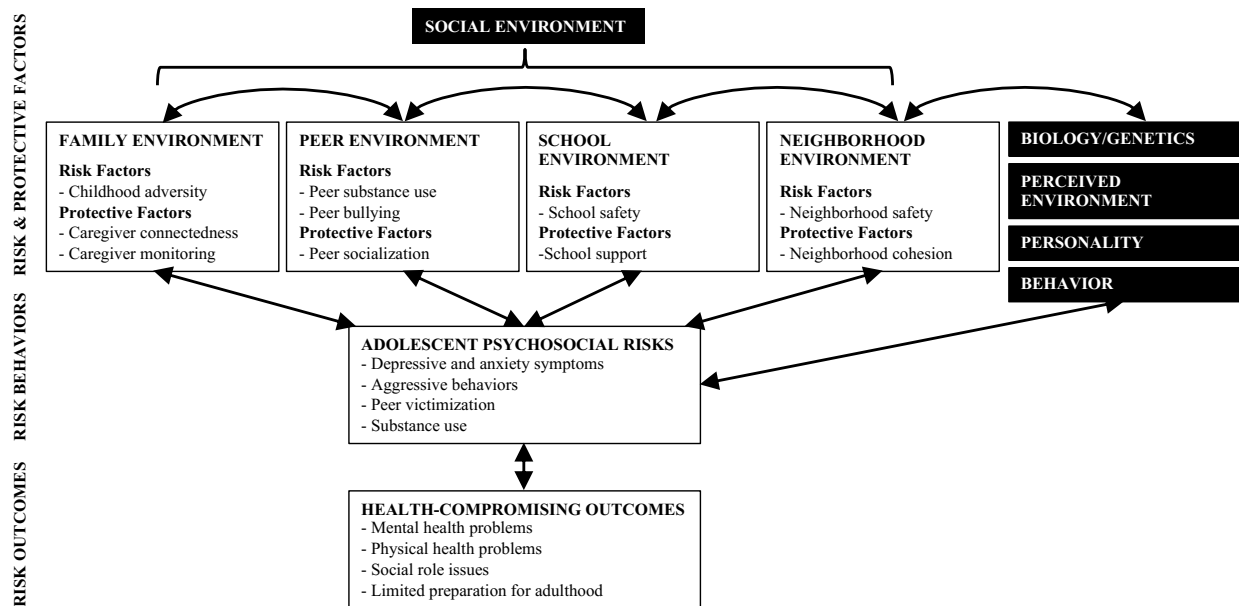 RISK & PROTECTIVE FACTORS
SOCIAL ENVIRONMENT
FAMILY ENVIRONMENT
Risk Factors
- Childhood adversity
Protective Factors
- Caregiver connectedness
- Caregiver monitoring
PEER ENVIRONMENT
Risk Factors
- Peer substance use
- Peer bullying
Protective Factors
- Peer socialization
SCHOOL
ENVIRONMENT
Risk Factors
- School safety
Protective Factors
-School support
NEIGHBORHOOD
ENVIRONMENT
Risk Factors
- Neighborhood safety
Protective Factors
- Neighborhood cohesion
BIOLOGY/GENETICS
PERCEIVED
ENVIRONMENT
PERSONALITY
BEHAVIOR
RISK BEHAVIORS
ADOLESCENT PSYCHOSOCIAL RISKS
- Depressive and anxiety symptoms
- Aggressive behaviors
- Peer victimization
- Substance use
RISK OUTCOMES
HEALTH-COMPROMISING OUTCOMES
- Mental health problems
- Physical health problems
- Social role issues
- Limited preparation for adulthood